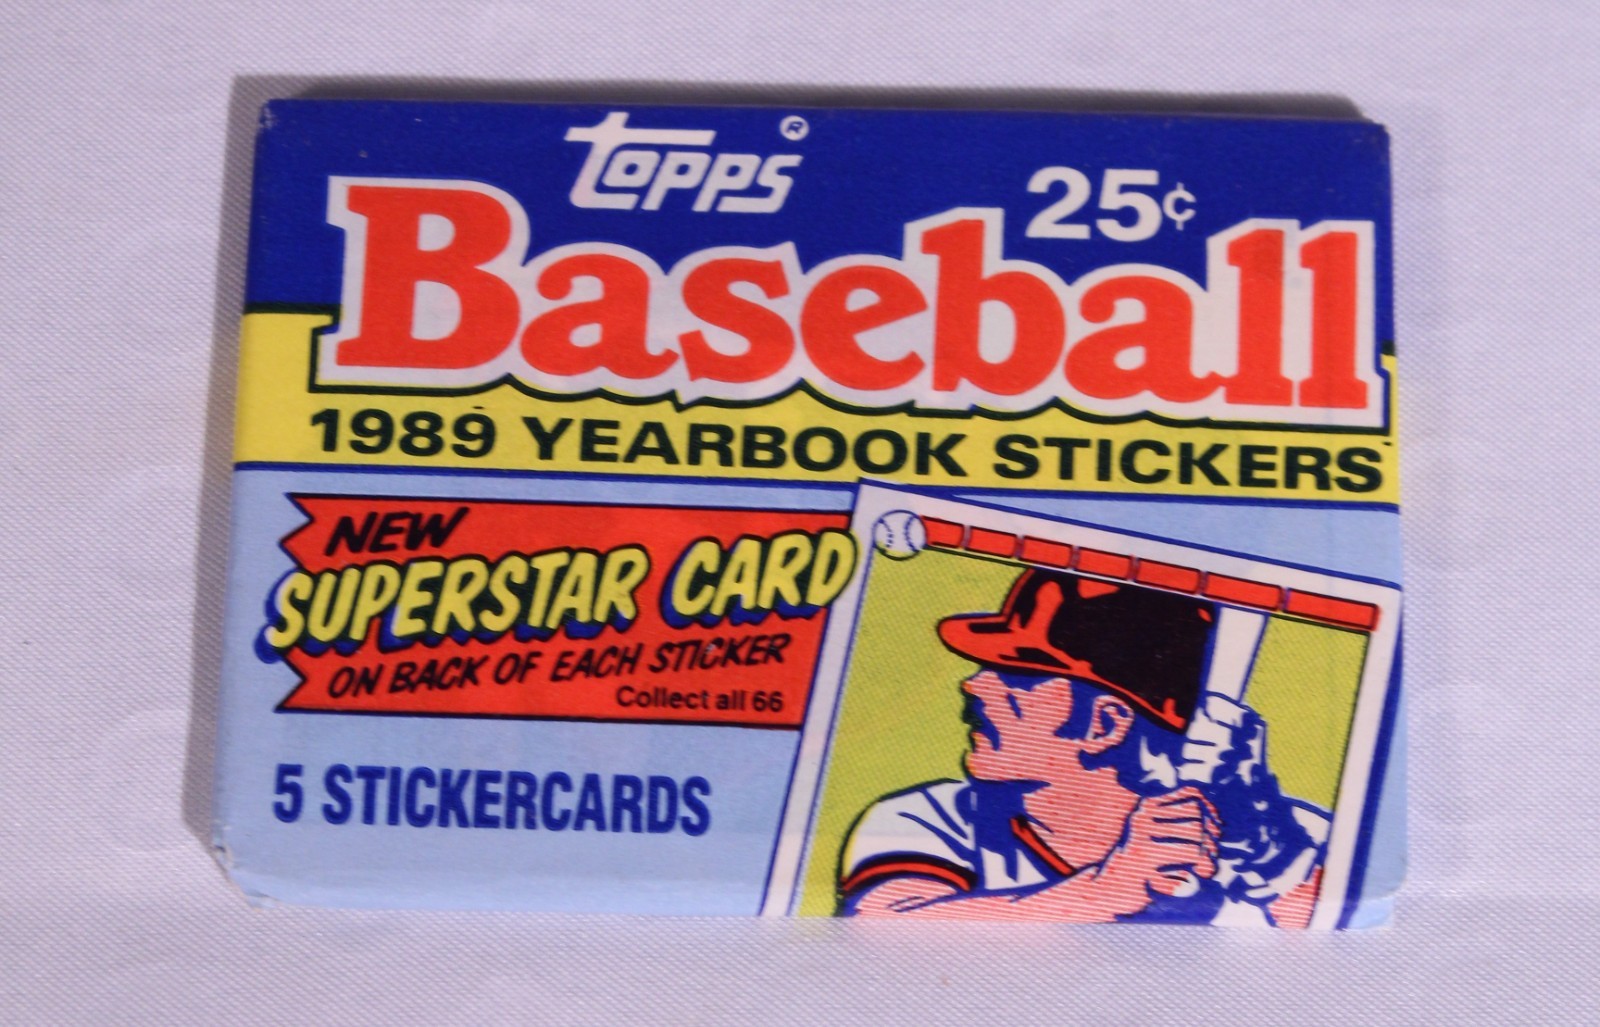 Topps®
25¢
Baseball
1989 YEARBOOK STICKERS
NEW
SUPERSTAR CARD
ON BACK OF EACH STICKER
Collect all 66
5 STICKERCARDS